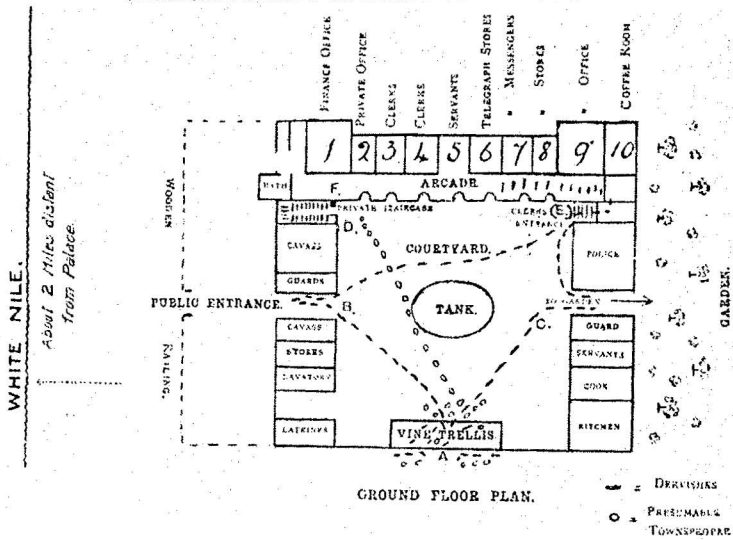 FINANCE OFFICE
PRIVATE OFFICE
CLERKS
CLERKS
SERVANTS
TELEGRAPH STORES
" MESSENGERS
" STORES
" OFFICE
COFFEE ROOM
1 2 3 4 5 6 7 8 9 10
BATH
F.
ARCADE
PRIVATE STAIRCASE
CLERKS ENTRANCE
E.
D.
COURTYARD.
CAVASS
GUARDS
POLICE
PUBLIC ENTRANCE.
B.
TANK.
TO GARDEN
C.
CAVASS
STORES
LAVATORY
LATRINES
GUARD
SERVANTS
COOK
KITCHEN
VINE TRELLIS
A
WOODEN
RAILING.
WHITE NILE.
About 2 Miles distant
from Palace.
GARDEN.
GROUND FLOOR PLAN.
= DERVISHES
= PRESUMABLE
TOWNSPEOPLE